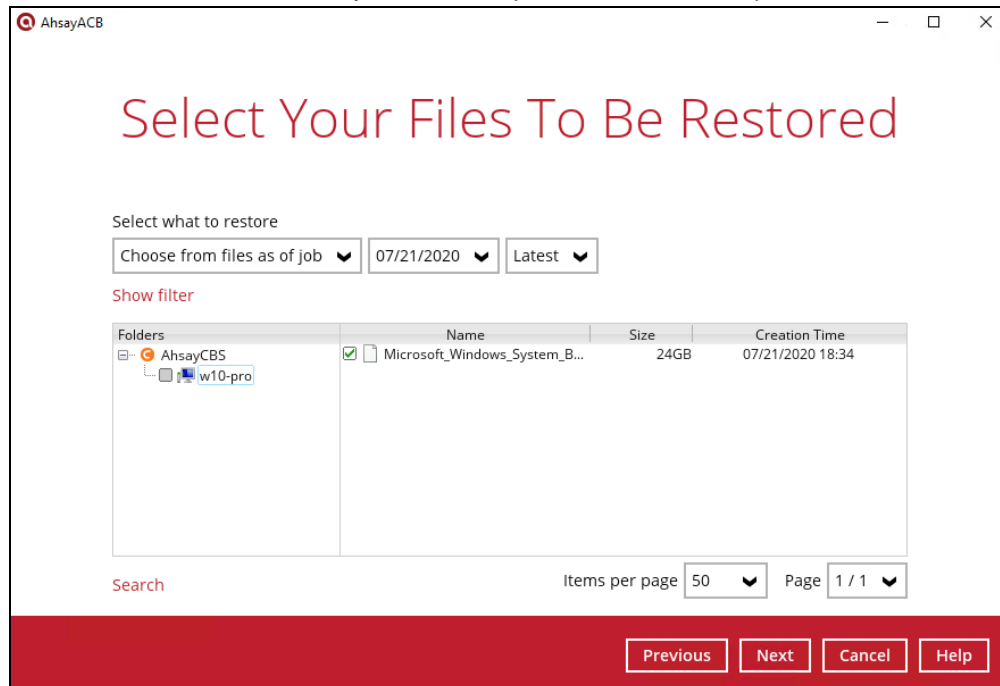 AhsayACB
Select Your Files To Be Restored
Select what to restore
Choose from files as of job 07/21/2020 Latest
Show filter
Folders Name Size Creation Time
AhsayCBS Microsoft_Windows_System_B... 24GB 07/21/2020 18:34
w10-pro
Search Items per page 50 Page 1 / 1
Previous Next Cancel Help